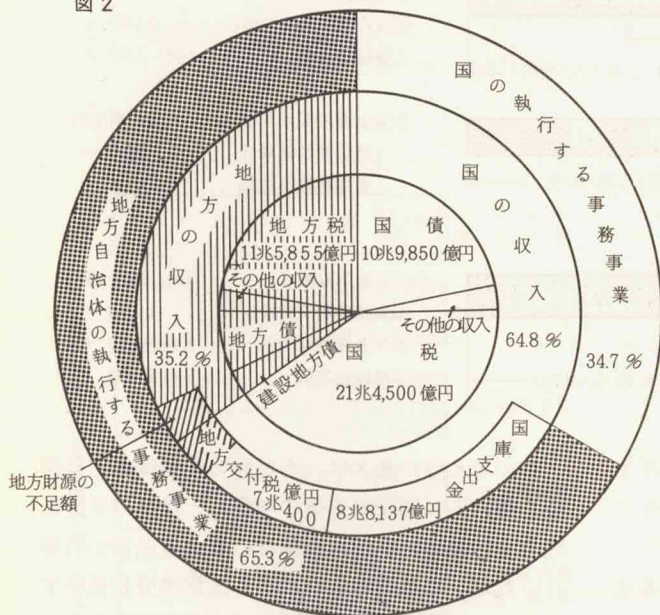 図2
国の執行する事務事業
34.7%
国の収入
64.8%
地方自治体の執行する事務事業
65.3%
地方の収入
35.2%
地方税
11兆5,855億円
国債
10兆9,850億円
その他の収入
その他の収入
地方債
建設地方債
国税
21兆4,500億円
地方交付税
7兆400億円
国庫支出金
8兆8,137億円
地方財源の
不足額